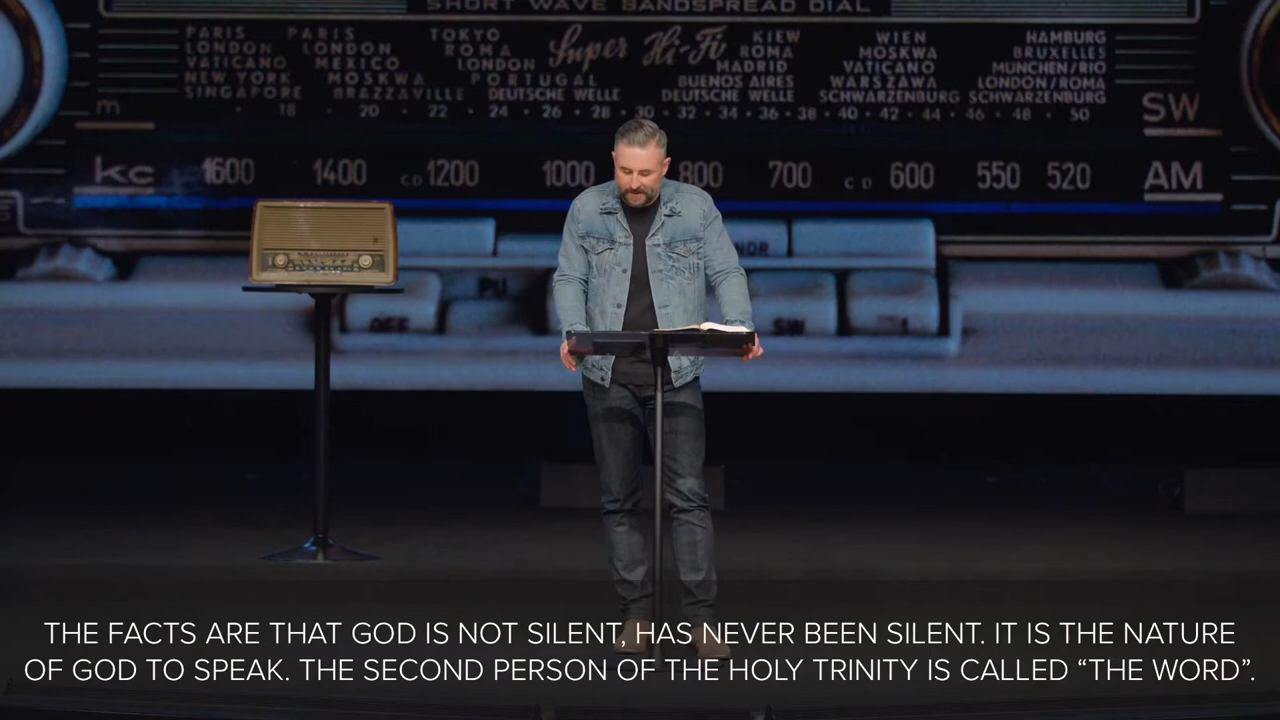 SHORT WAVE BANDSPREAD DIAL
PARIS PARIS TOKYO Super Hi-Fi KIEW WIEN HAMBURG
LONDON LONDON ROMA ROMA MOSKWA BRUXELLES
VATICANO MEXICO LONDON MADRID VATICANO MÜNCHEN/RIO
NEW YORK MOSKWA PORTUGAL BUENOS AIRES WARSZAWA LONDON/ROMA
SINGAPORE BRAZZAVILLE DEUTSCHE WELLE DEUTSCHE WELLE SCHWARZENBURG SCHWARZENBURG
m 18 · 20 · 22 · 24 · 26 · 28 · 30 · 32 · 34 · 36 · 38 · 40 · 42 · 44 · 46 · 48 · 50 SW
kc 1600 1400 CD 1200 1000 800 700 CD 600 550 520 AM
OFF SW
THE FACTS ARE THAT GOD IS NOT SILENT, HAS NEVER BEEN SILENT. IT IS THE NATURE
OF GOD TO SPEAK. THE SECOND PERSON OF THE HOLY TRINITY IS CALLED “THE WORD”.